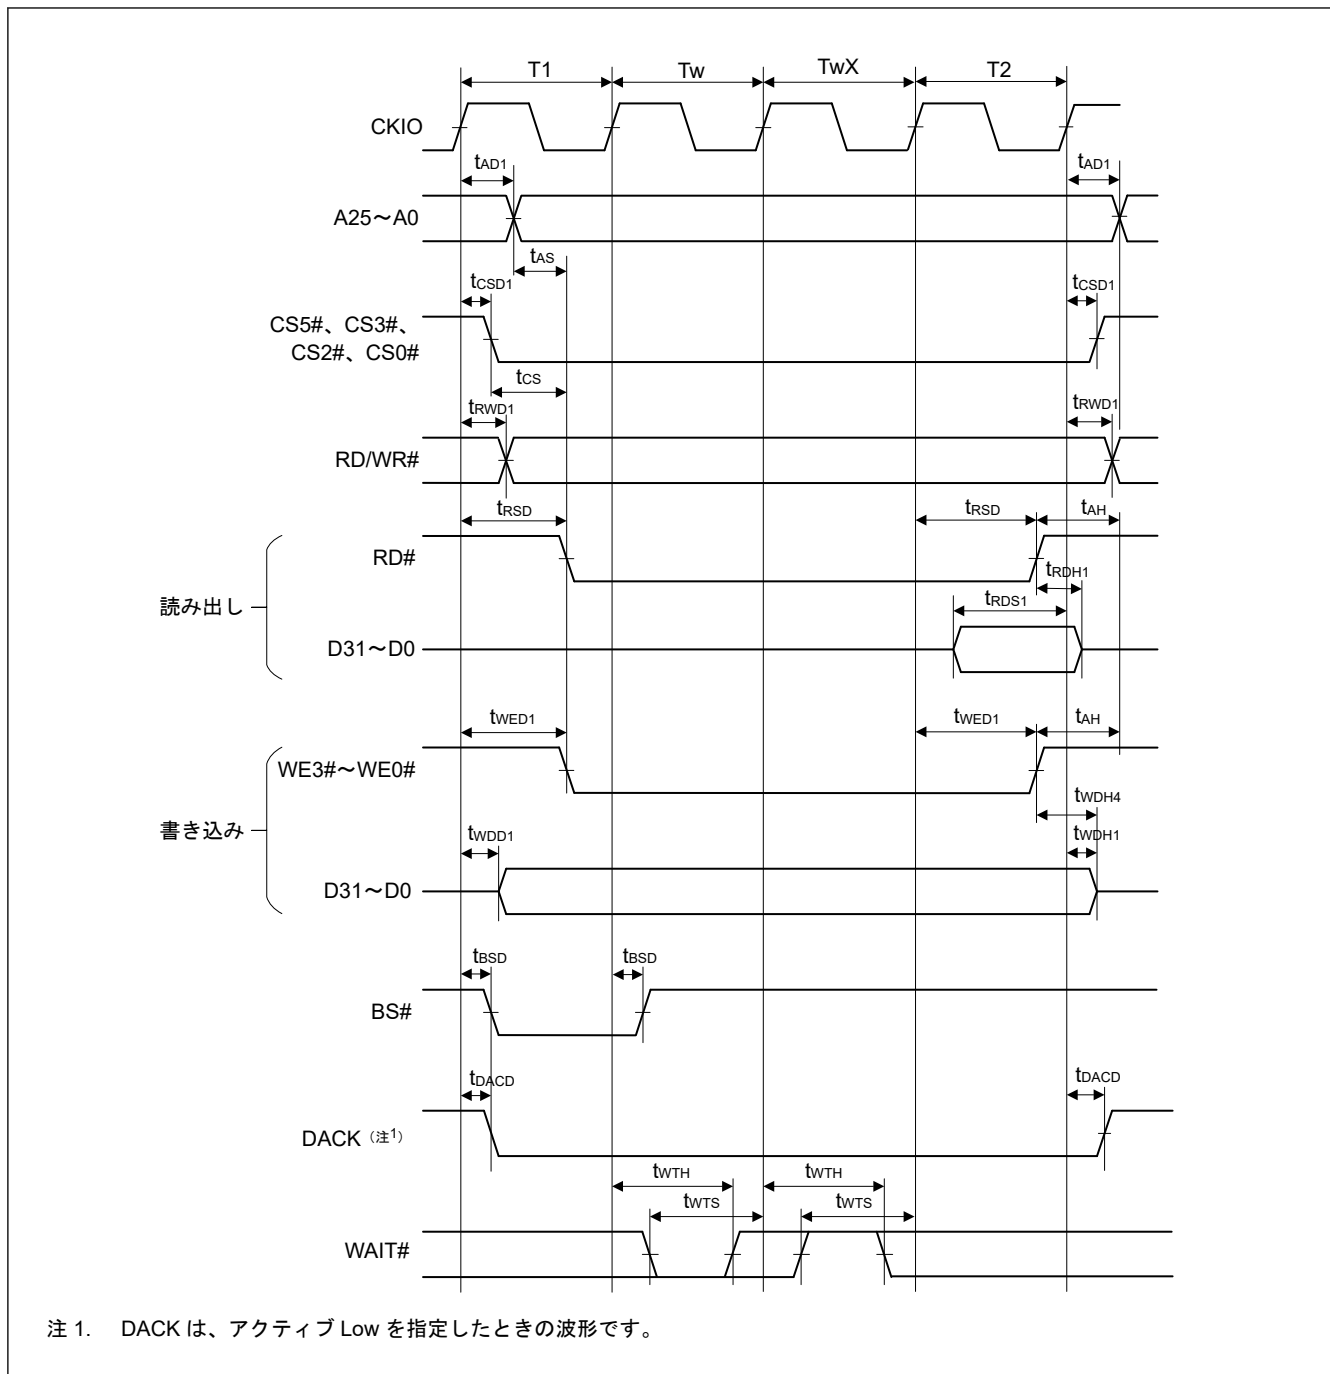 T1 Tw TwX T2
CKIO
tAD1 tAD1
A25～A0
tAS
tCSD1 tCSD1
CS5#、CS3#、
CS2#、CS0#
tCS
tRWD1 tRWD1
RD/WR#
tRSD tRSD tAH
RD#
tRDH1
読み出し
tRDS1
D31～D0
tWED1 tWED1 tAH
WE3#～WE0#
tWDH4
書き込み
tWDD1 tWDH1
D31～D0
tBSD tBSD
BS#
tDACD tDACD
DACK（注1）
tWTH tWTH
tWTS tWTS
WAIT#
注 1. DACK は、アクティブ Low を指定したときの波形です。